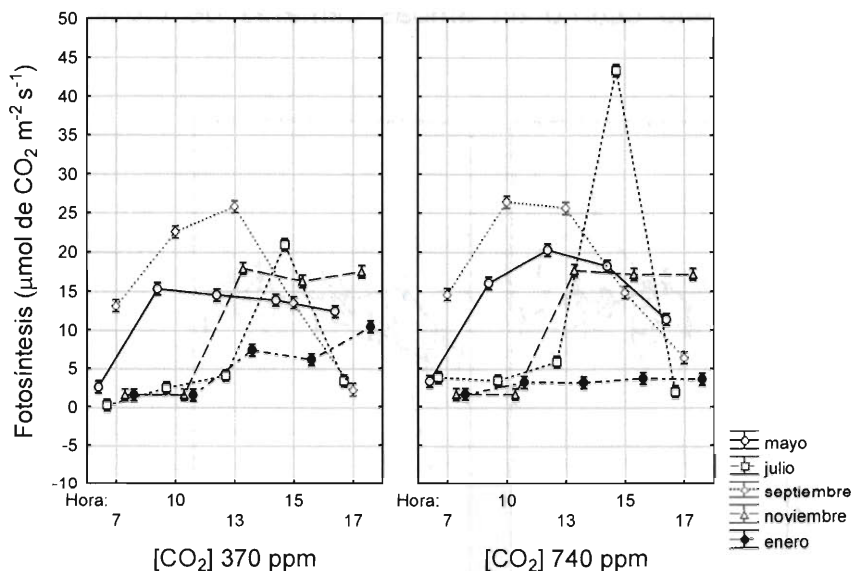 Fotosíntesis (µmol de CO₂ m⁻² s⁻¹)
50
45
40
35
30
25
20
15
10
5
0
-5
-10
Hora:
7
10
13
15
17
[CO₂] 370 ppm
Hora:
7
10
13
15
17
[CO₂] 740 ppm
mayo
julio
septiembre
noviembre
enero